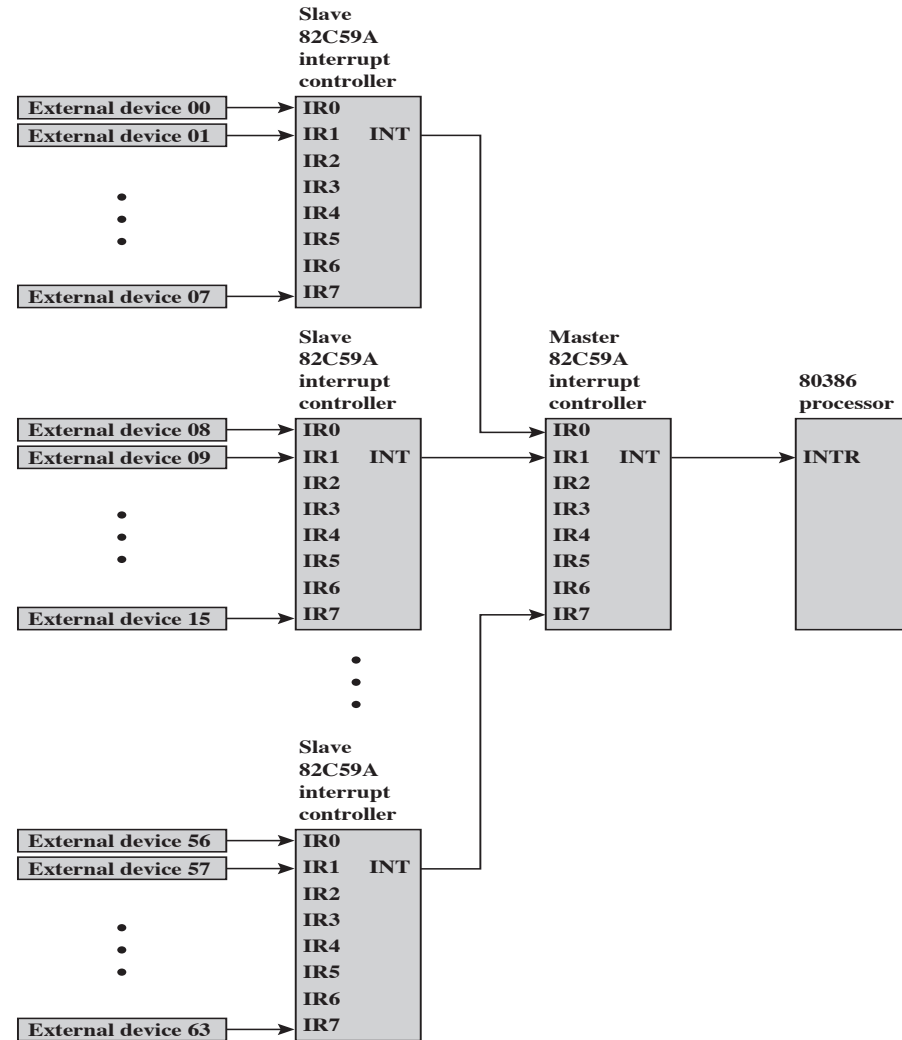 Slave
82C59A
interrupt
controller
External device 00
External device 01
External device 07
IR0
IR1 INT
IR2
IR3
IR4
IR5
IR6
IR7
Slave
82C59A
interrupt
controller
External device 08
External device 09
External device 15
IR0
IR1 INT
IR2
IR3
IR4
IR5
IR6
IR7
Master
82C59A
interrupt
controller
IR0
IR1 INT
IR2
IR3
IR4
IR5
IR6
IR7
80386
processor
INTR
Slave
82C59A
interrupt
controller
External device 56
External device 57
External device 63
IR0
IR1 INT
IR2
IR3
IR4
IR5
IR6
IR7